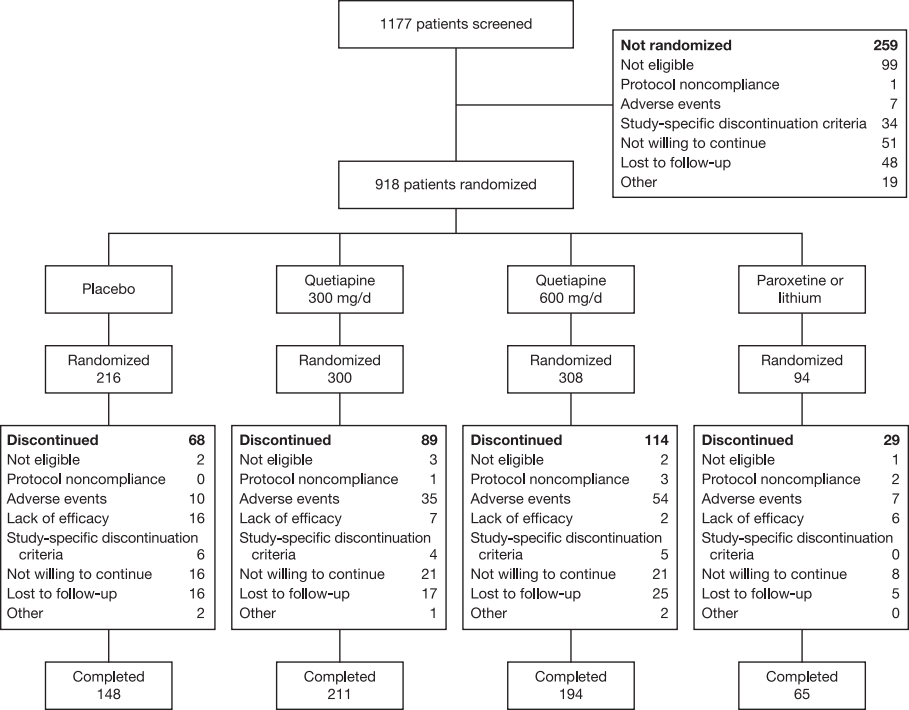 1177 patients screened
Not randomized 259
Not eligible 99
Protocol noncompliance 1
Adverse events 7
Study-specific discontinuation criteria 34
Not willing to continue 51
Lost to follow-up 48
Other 19
918 patients randomized
Placebo
Quetiapine
300 mg/d
Quetiapine
600 mg/d
Paroxetine or
lithium
Randomized
216
Randomized
300
Randomized
308
Randomized
94
Discontinued 68
Not eligible 2
Protocol noncompliance 0
Adverse events 10
Lack of efficacy 16
Study-specific discontinuation
criteria 6
Not willing to continue 16
Lost to follow-up 16
Other 2
Discontinued 89
Not eligible 3
Protocol noncompliance 1
Adverse events 35
Lack of efficacy 7
Study-specific discontinuation
criteria 4
Not willing to continue 21
Lost to follow-up 17
Other 1
Discontinued 114
Not eligible 2
Protocol noncompliance 3
Adverse events 54
Lack of efficacy 2
Study-specific discontinuation
criteria 5
Not willing to continue 21
Lost to follow-up 25
Other 2
Discontinued 29
Not eligible 1
Protocol noncompliance 2
Adverse events 7
Lack of efficacy 6
Study-specific discontinuation
criteria 0
Not willing to continue 8
Lost to follow-up 5
Other 0
Completed
148
Completed
211
Completed
194
Completed
65